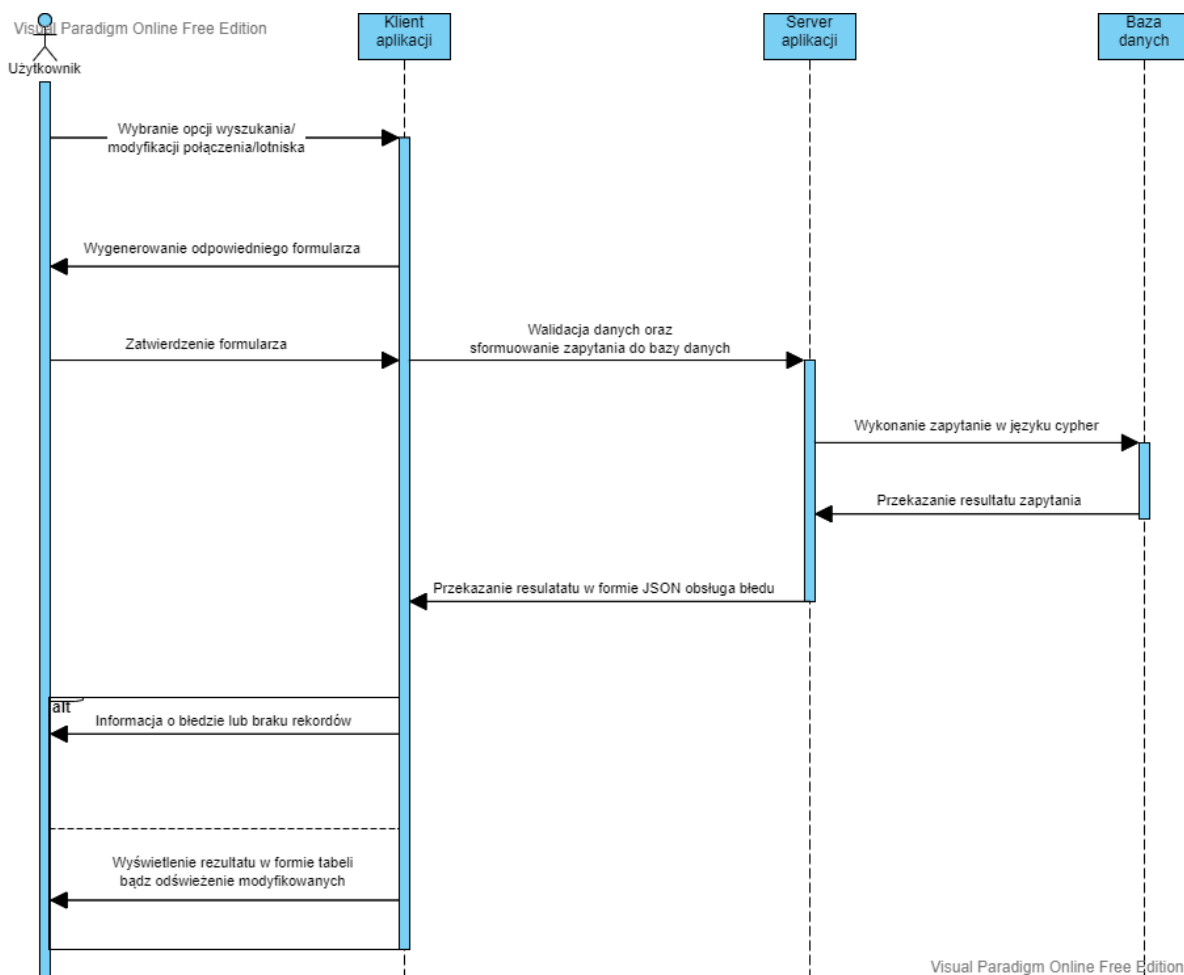 Visual Paradigm Online Free Edition
Użytkownik
Klient
aplikacji
Server
aplikacji
Baza
danych
Wybranie opcji wyszukania/
modyfikacji połączenia/lotniska
Wygenerowanie odpowiedniego formularza
Zatwierdzenie formularza
Walidacja danych oraz
sformuowanie zapytania do bazy danych
Wykonanie zapytanie w języku cypher
Przekazanie resultatu zapytania
Przekazanie resulatatu w formie JSON obsługa błedu
alt
Informacja o błedzie lub braku rekordów
Wyświetlenie rezultatu w formie tabeli
bądz odświeżenie modyfikowanych
Visual Paradigm Online Free Edition